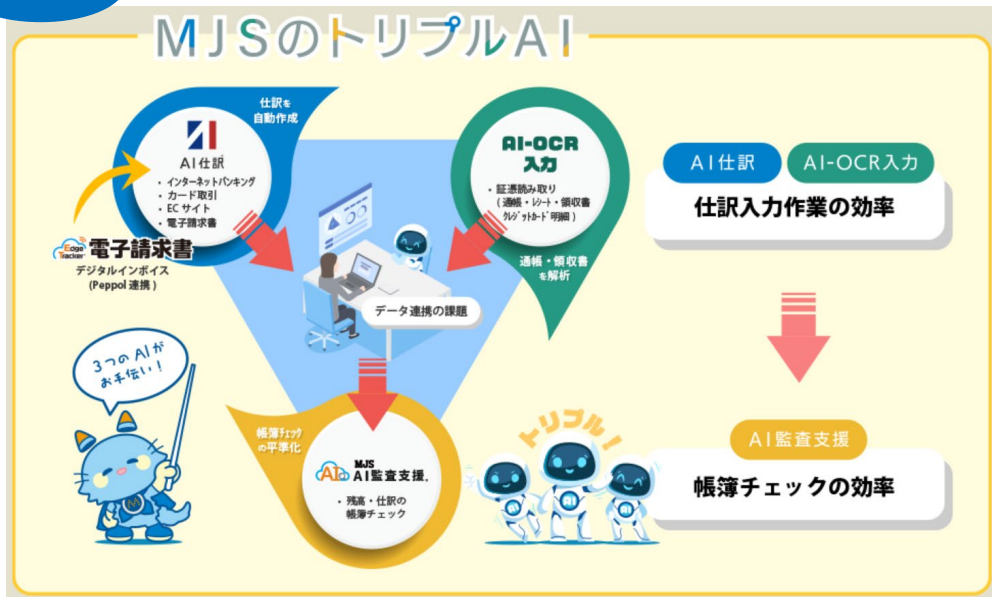 MJSのトリプルAI
仕訳を
自動作成
AI仕訳
・インターネットバンキング
・カード取引
・ECサイト
・電子請求書
Edge
Tracker
電子請求書
デジタルインボイス
(Peppol 連携)
AI-OCR
入力
・証憑読み取り
(通帳・レシート・領収書
クレジットカード明細)
通帳・領収書
を解析
データ連携の課題
3つのAIが
お手伝い!
M
帳簿チェック
の平準化
AI
MJS
AI監査支援.
・残高・仕訳の
帳簿チェック
トリプル!
AI
AI
AI
AI仕訳
AI-OCR入力
仕訳入力作業の効率
AI監査支援
帳簿チェックの効率